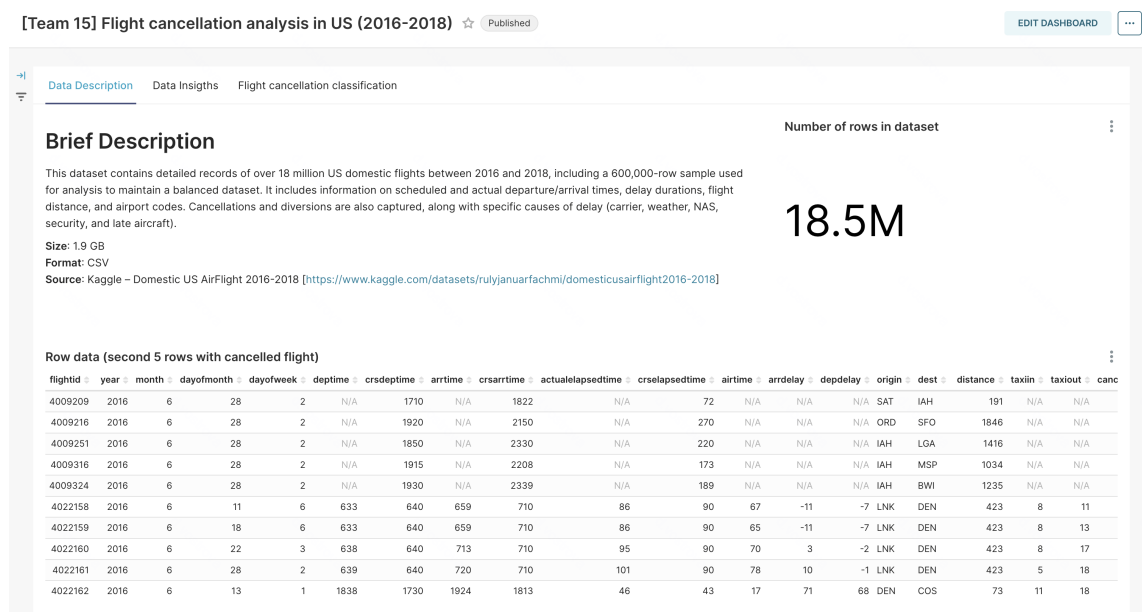 [Team 15] Flight cancellation analysis in US (2016-2018) ☆ Published EDIT DASHBOARD ...
Data Description Data Insigths Flight cancellation classification
Brief Description
Number of rows in dataset
This dataset contains detailed records of over 18 million US domestic flights between 2016 and 2018, including a 600,000-row sample used
for analysis to maintain a balanced dataset. It includes information on scheduled and actual departure/arrival times, delay durations, flight
distance, and airport codes. Cancellations and diversions are also captured, along with specific causes of delay (carrier, weather, NAS,
security, and late aircraft).
18.5M
Size: 1.9 GB
Format: CSV
Source: Kaggle – Domestic US AirFlight 2016-2018 [https://www.kaggle.com/datasets/rulyjanuarfachmi/domesticusairflight2016-2018]
Row data (second 5 rows with cancelled flight)
flightid year month dayofmonth dayofweek deptime crsdeptime arrtime crsarrtime actualelapsedtime crselapsedtime airtime arrdelay depdelay origin dest distance taxiin taxiout canc
4009209 2016 6 28 2 N/A 1710 N/A 1822 N/A 72 N/A N/A N/A SAT IAH 191 N/A N/A
4009216 2016 6 28 2 N/A 1920 N/A 2150 N/A 270 N/A N/A N/A ORD SFO 1846 N/A N/A
4009251 2016 6 28 2 N/A 1850 N/A 2330 N/A 220 N/A N/A N/A IAH LGA 1416 N/A N/A
4009316 2016 6 28 2 N/A 1915 N/A 2208 N/A 173 N/A N/A N/A IAH MSP 1034 N/A N/A
4009324 2016 6 28 2 N/A 1930 N/A 2339 N/A 189 N/A N/A N/A IAH BWI 1235 N/A N/A
4022158 2016 6 11 6 633 640 659 710 86 90 67 -11 -7 LNK DEN 423 8 11
4022159 2016 6 18 6 633 640 659 710 86 90 65 -11 -7 LNK DEN 423 8 13
4022160 2016 6 22 3 638 640 713 710 95 90 70 3 -2 LNK DEN 423 8 17
4022161 2016 6 28 2 639 640 720 710 101 90 78 10 -1 LNK DEN 423 5 18
4022162 2016 6 13 1 1838 1730 1924 1813 46 43 17 71 68 DEN COS 73 11 18